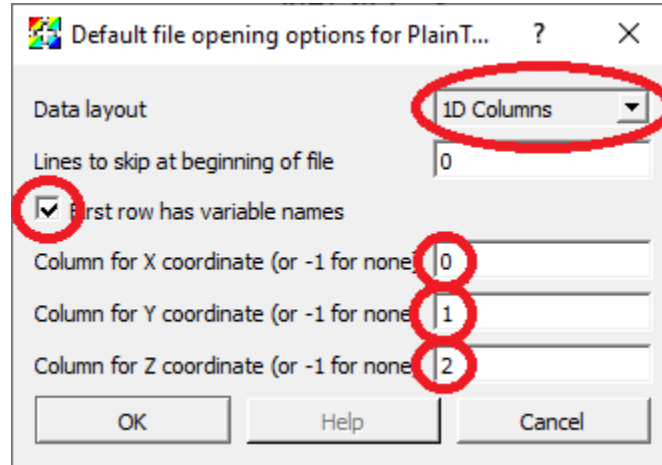 Default file opening options for PlainT... ? ×
Data layout 1D Columns
Lines to skip at beginning of file 0
First row has variable names
Column for X coordinate (or -1 for none) 0
Column for Y coordinate (or -1 for none 1
Column for Z coordinate (or -1 for none 2
OK Help Cancel